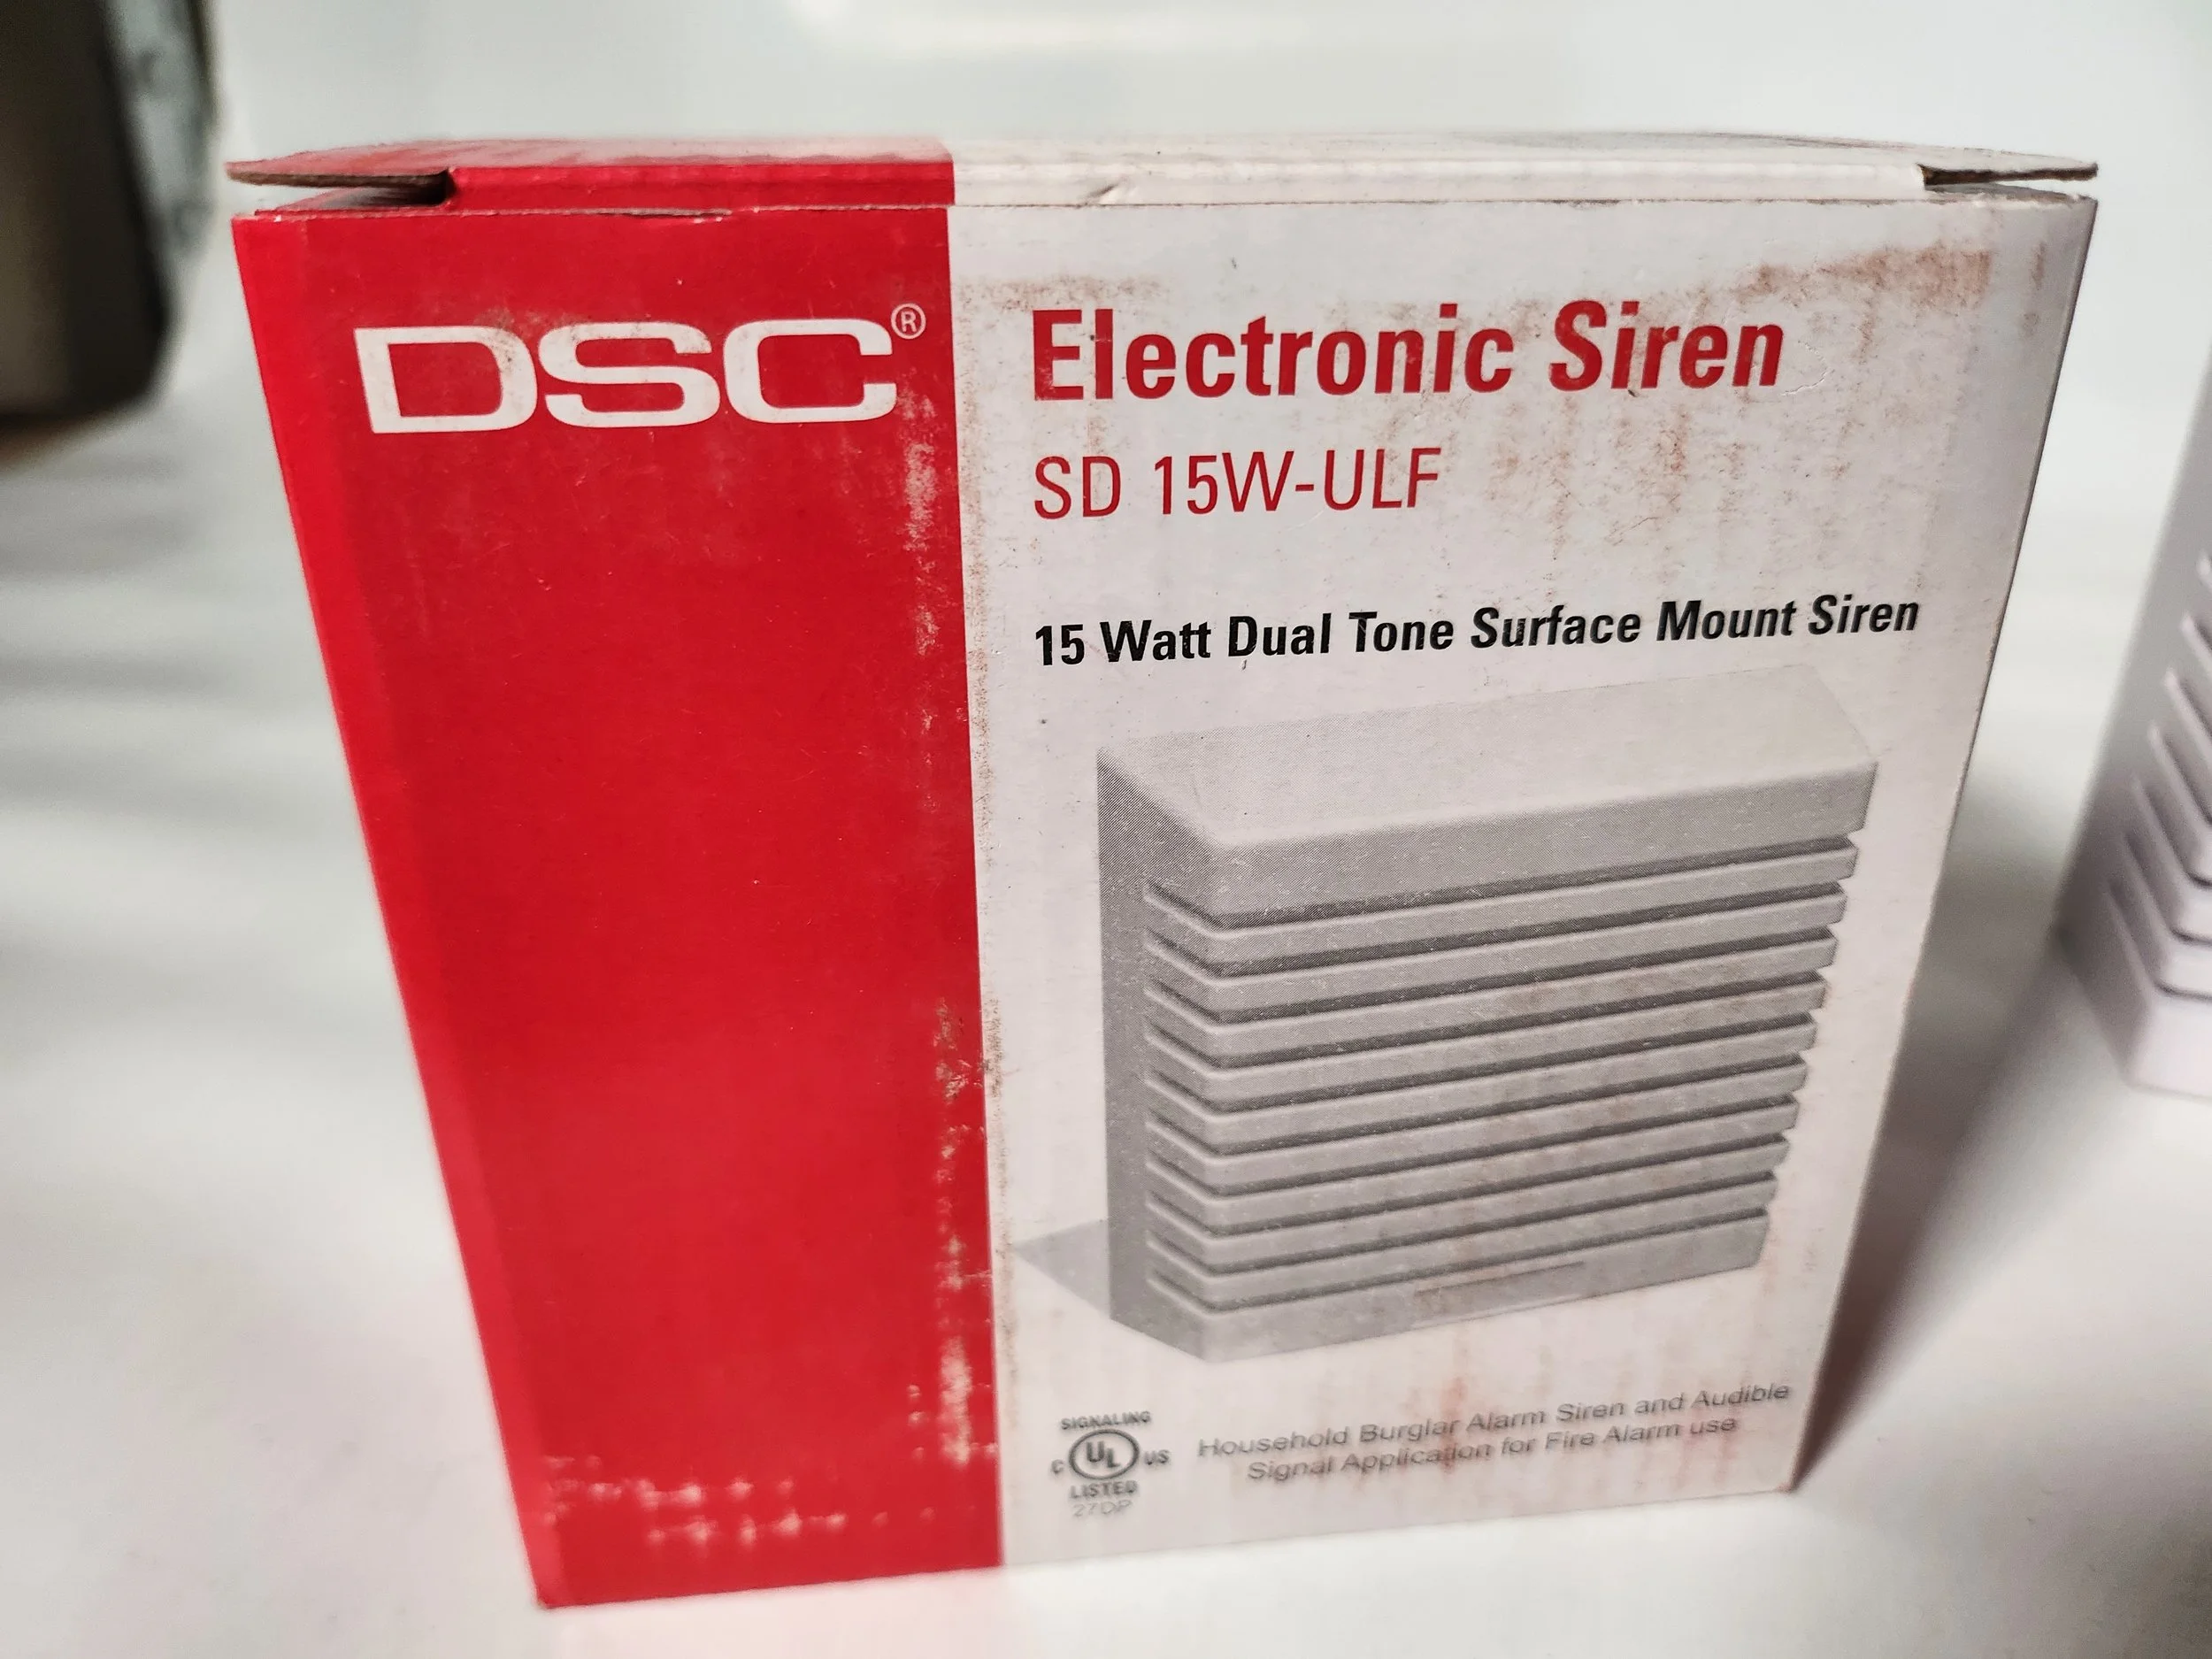 DSC®
Electronic Siren
SD 15W-ULF
15 Watt Dual Tone Surface Mount Siren
SIGNALING
C UL US
LISTED
27DP
Household Burglar Alarm Siren and Audible
Signal Application for Fire Alarm use